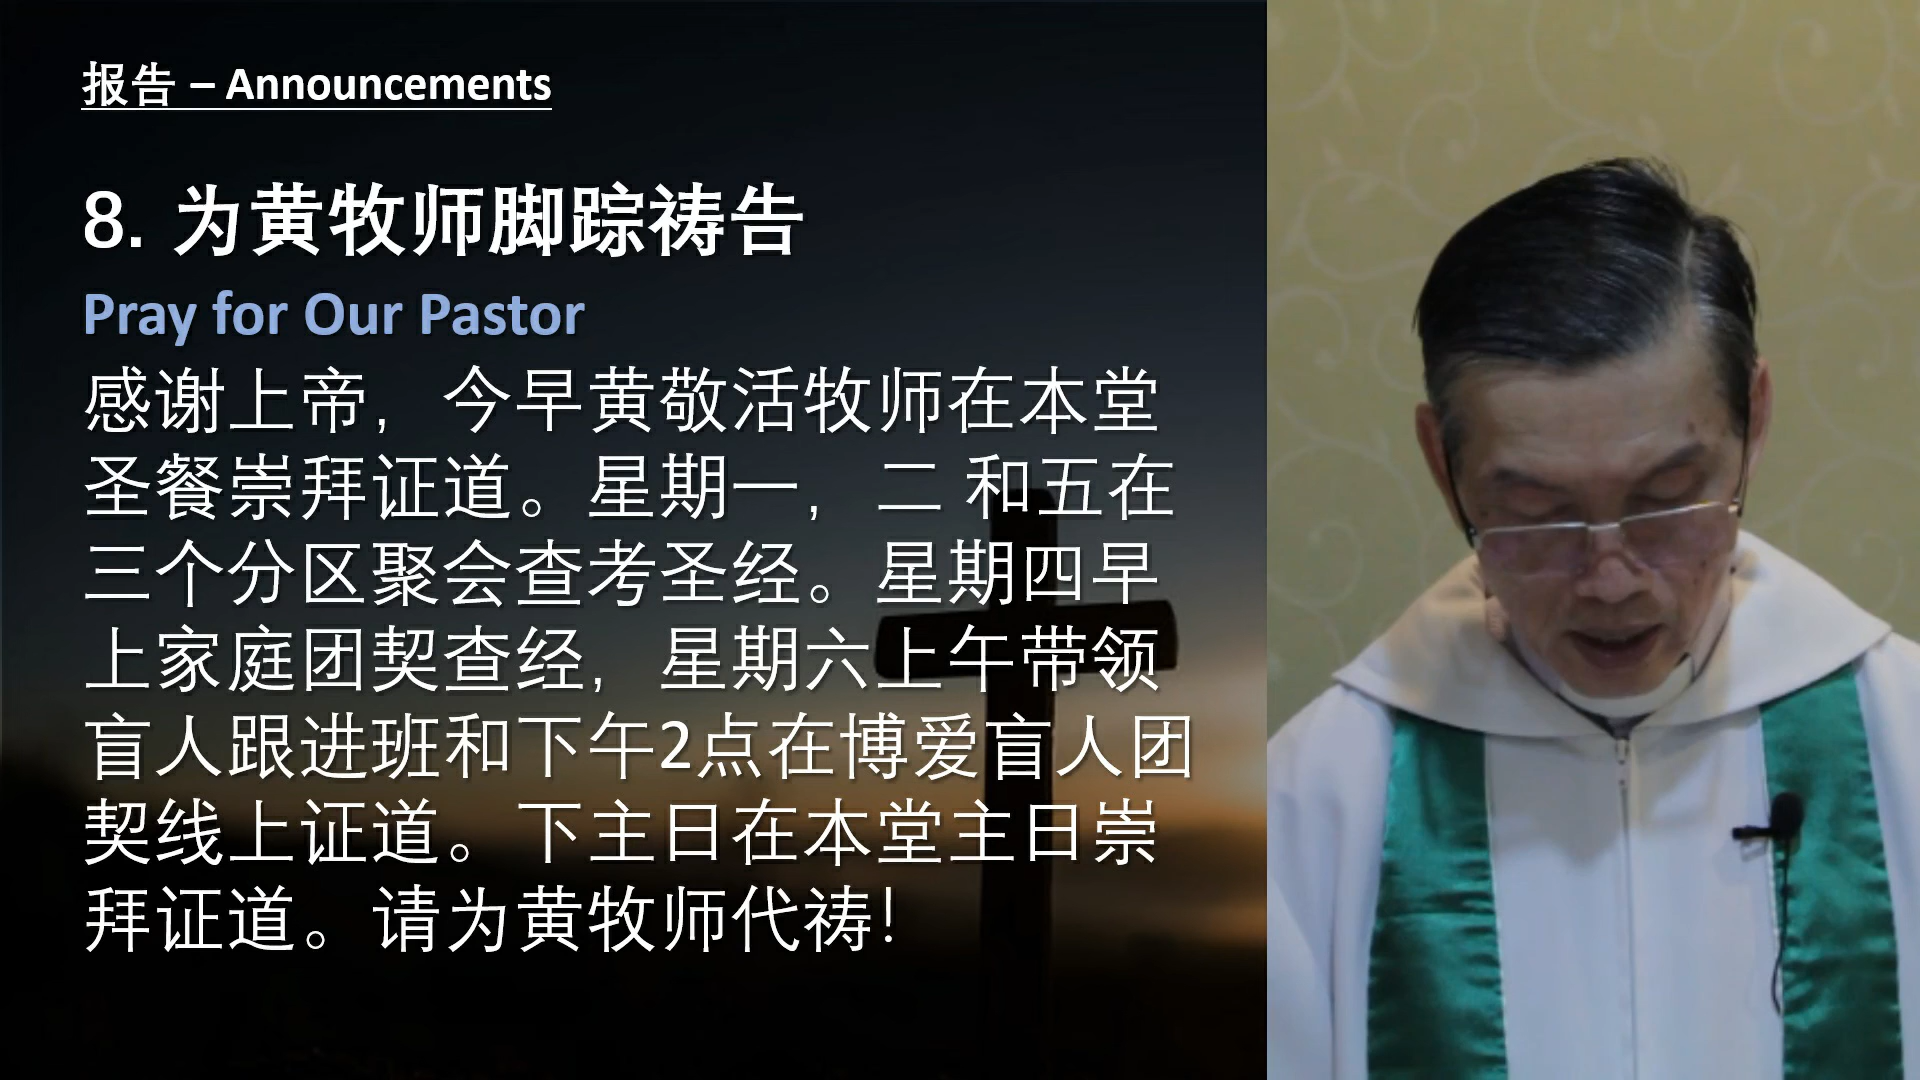 报告 – Announcements
8. 为黄牧师脚踪祷告
Pray for Our Pastor
感谢上帝, 今早黄敬活牧师在本堂
圣餐崇拜证道。星期一, 二 和五在
三个分区聚会查考圣经。星期四早
上家庭团契查经, 星期六上午带领
盲人跟进班和下午2点在博爱盲人团
契线上证道。下主日在本堂主日崇
拜证道。请为黄牧师代祷!